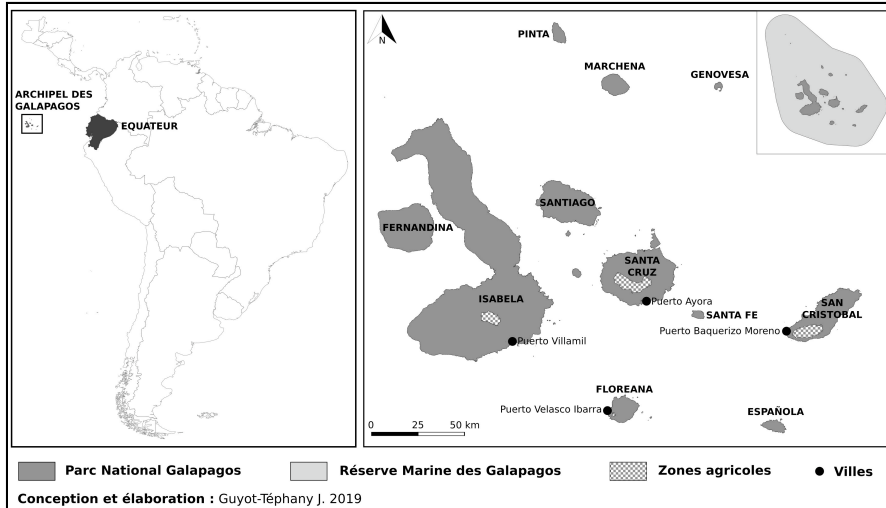 ARCHIPEL DES
GALAPAGOS
EQUATEUR
N
PINTA
MARCHENA
GENOVESA
SANTIAGO
FERNANDINA
SANTA
CRUZ
ISABELA
Puerto Ayora
SANTA FE
SAN
CRISTOBAL
Puerto Baquerizo Moreno
Puerto Villamil
FLOREANA
Puerto Velasco Ibarra
ESPAÑOLA
0 25 50 km
Parc National Galapagos
Réserve Marine des Galapagos
Zones agricoles
Villes
Conception et élaboration : Guyot-Téphany J. 2019